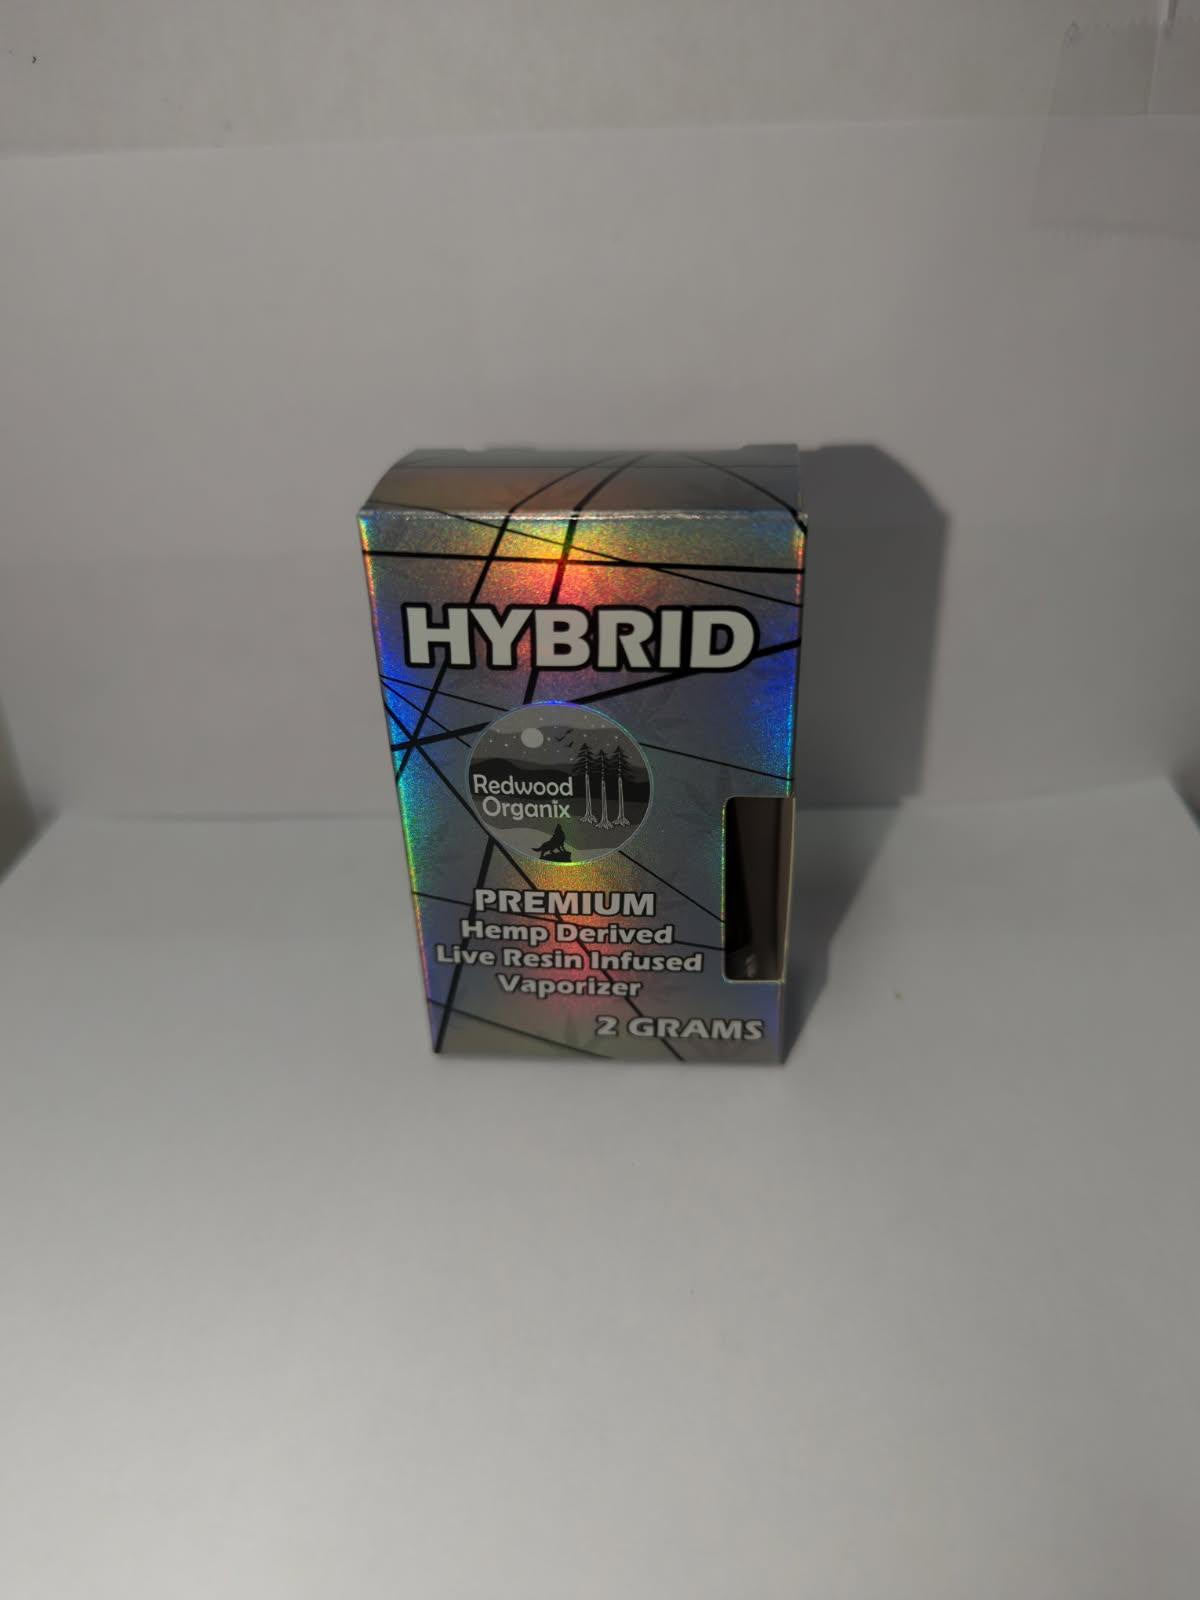 HYBRID
Redwood
Organix
PREMIUM
Hemp Derived
Live Resin Infused
Vaporizer
2 GRAMS